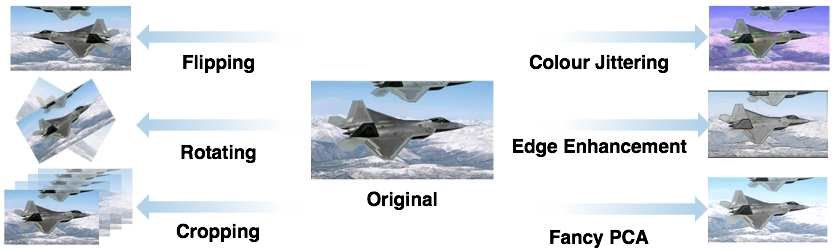 Flipping
Colour Jittering
Rotating
Edge Enhancement
Original
Cropping
Fancy PCA